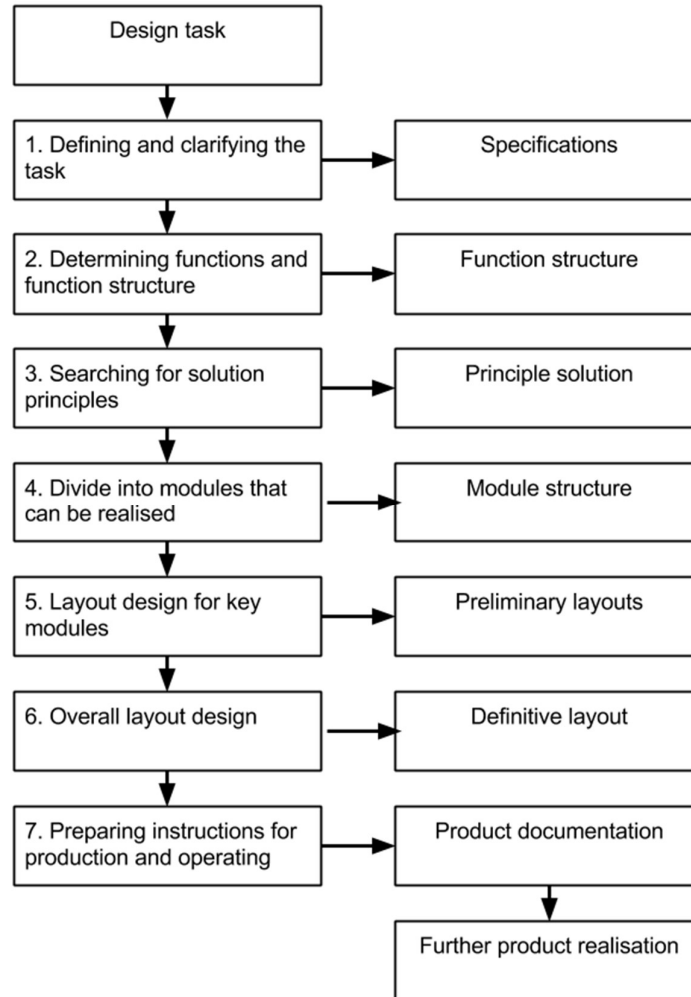 Design task
1. Defining and clarifying the
task
Specifications
2. Determining functions and
function structure
Function structure
3. Searching for solution
principles
Principle solution
4. Divide into modules that
can be realised
Module structure
5. Layout design for key
modules
Preliminary layouts
6. Overall layout design
Definitive layout
7. Preparing instructions for
production and operating
Product documentation
Further product realisation